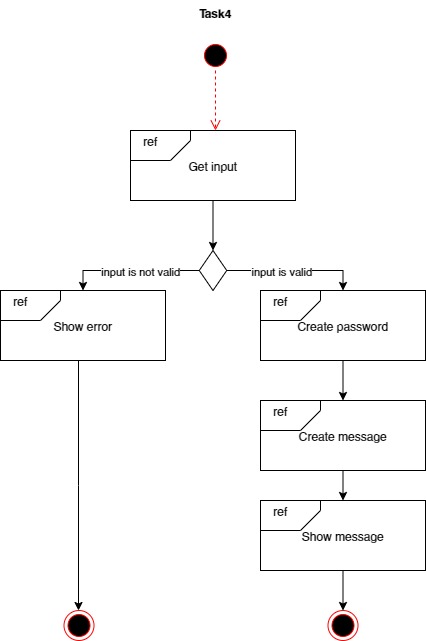 Task4
ref
Get input
input is not valid
input is valid
ref
Show error
ref
Create password
ref
Create message
ref
Show message